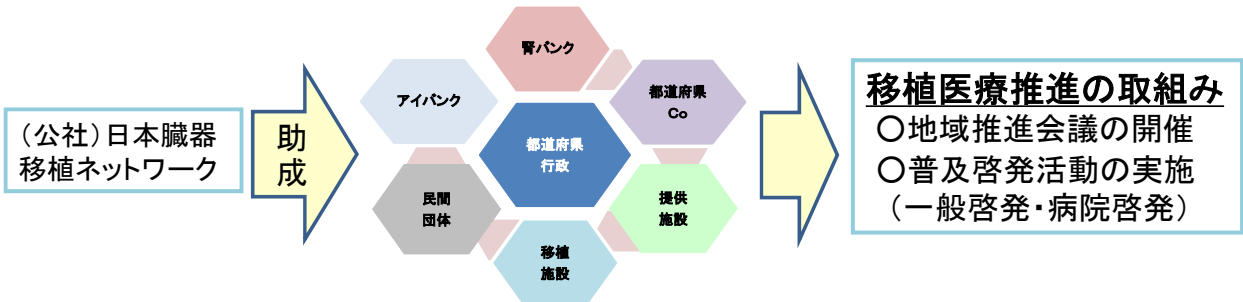 (公社)日本臓器
移植ネットワーク
助
成
腎バンク
アイバンク
都道府県
Co
都道府県
行政
民間
団体
提供
施設
移植
施設
移植医療推進の取組み
〇地域推進会議の開催
〇普及啓発活動の実施
(一般啓発・病院啓発)